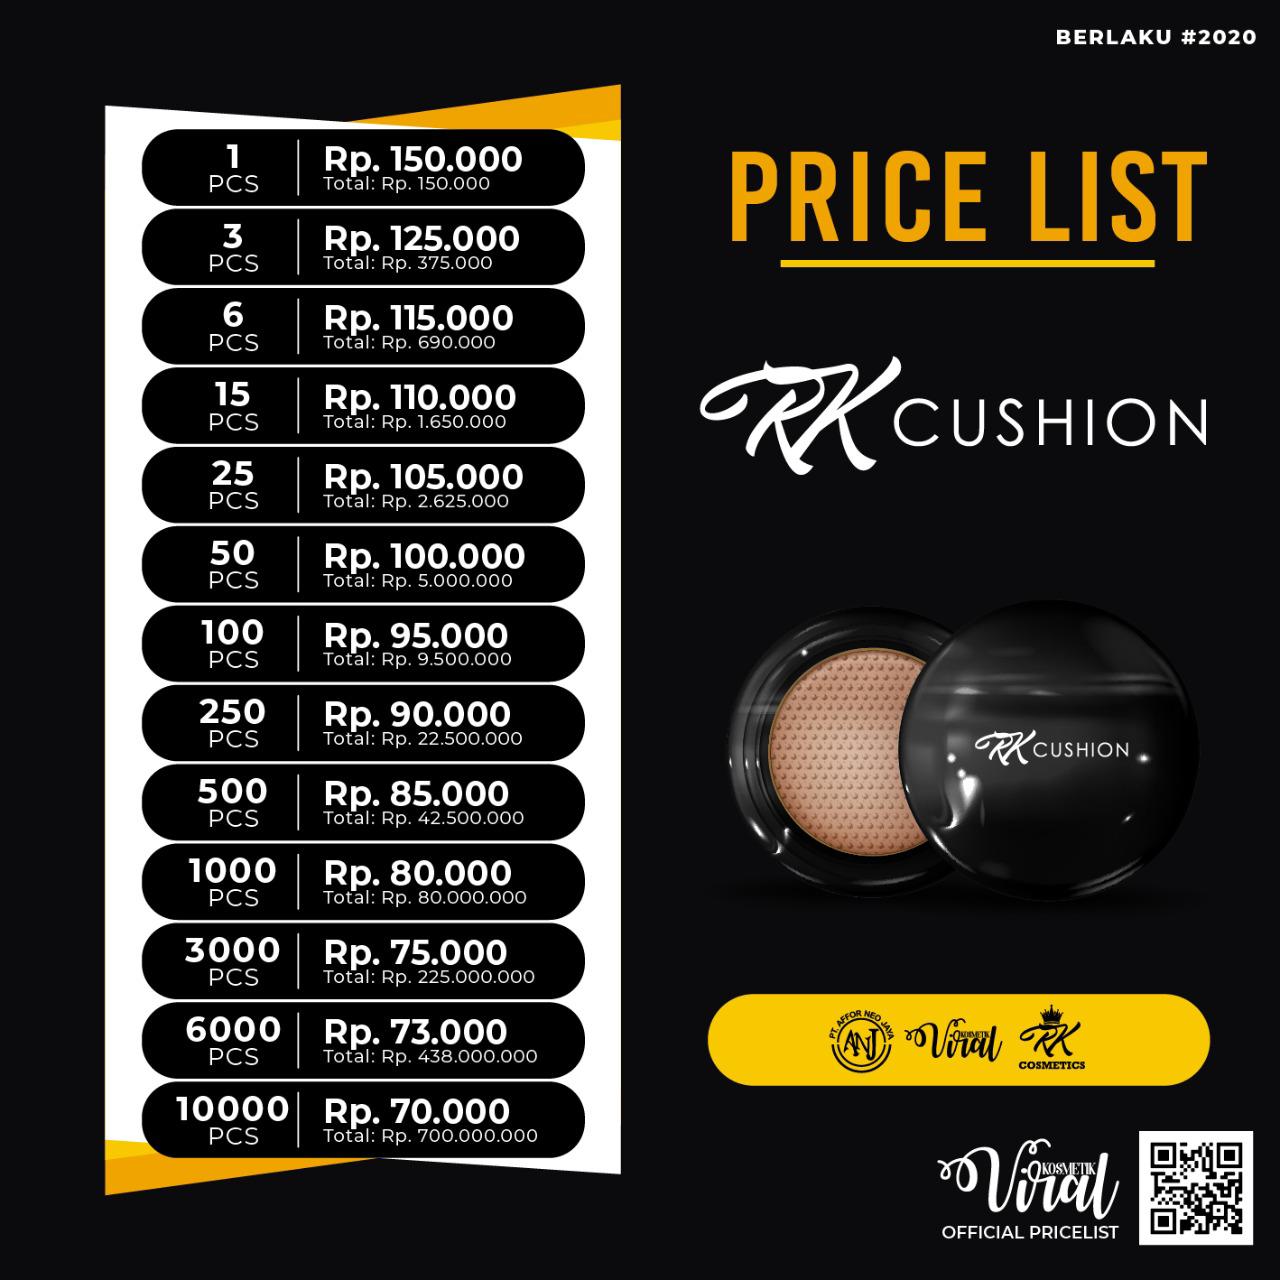 BERLAKU #2020
1
PCS
Rp. 150.000
Total: Rp. 150.000
3
PCS
Rp. 125.000
Total: Rp. 375.000
6
PCS
Rp. 115.000
Total: Rp. 690.000
15
PCS
Rp. 110.000
Total: Rp. 1.650.000
25
PCS
Rp. 105.000
Total: Rp. 2.625.000
50
PCS
Rp. 100.000
Total: Rp. 5.000.000
100
PCS
Rp. 95.000
Total: Rp. 9.500.000
250
PCS
Rp. 90.000
Total: Rp. 22.500.000
500
PCS
Rp. 85.000
Total: Rp. 42.500.000
1000
PCS
Rp. 80.000
Total: Rp. 80.000.000
3000
PCS
Rp. 75.000
Total: Rp. 225.000.000
6000
PCS
Rp. 73.000
Total: Rp. 438.000.000
10000
PCS
Rp. 70.000
Total: Rp. 700.000.000
PRICE LIST
RK CUSHION
RK CUSHION
PT. AFFOR NEO JAYA
ANJ
KOSMETIK
Viral
RK
COSMETICS
KOSMETIK
Viral
OFFICIAL PRICELIST